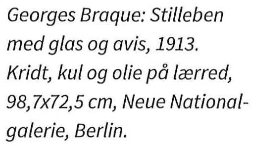 Georges Braque: Stilleben
med glas og avis, 1913.
Kridt, kul og olie på lærred,
98,7x72,5 cm, Neue National-
galerie, Berlin.